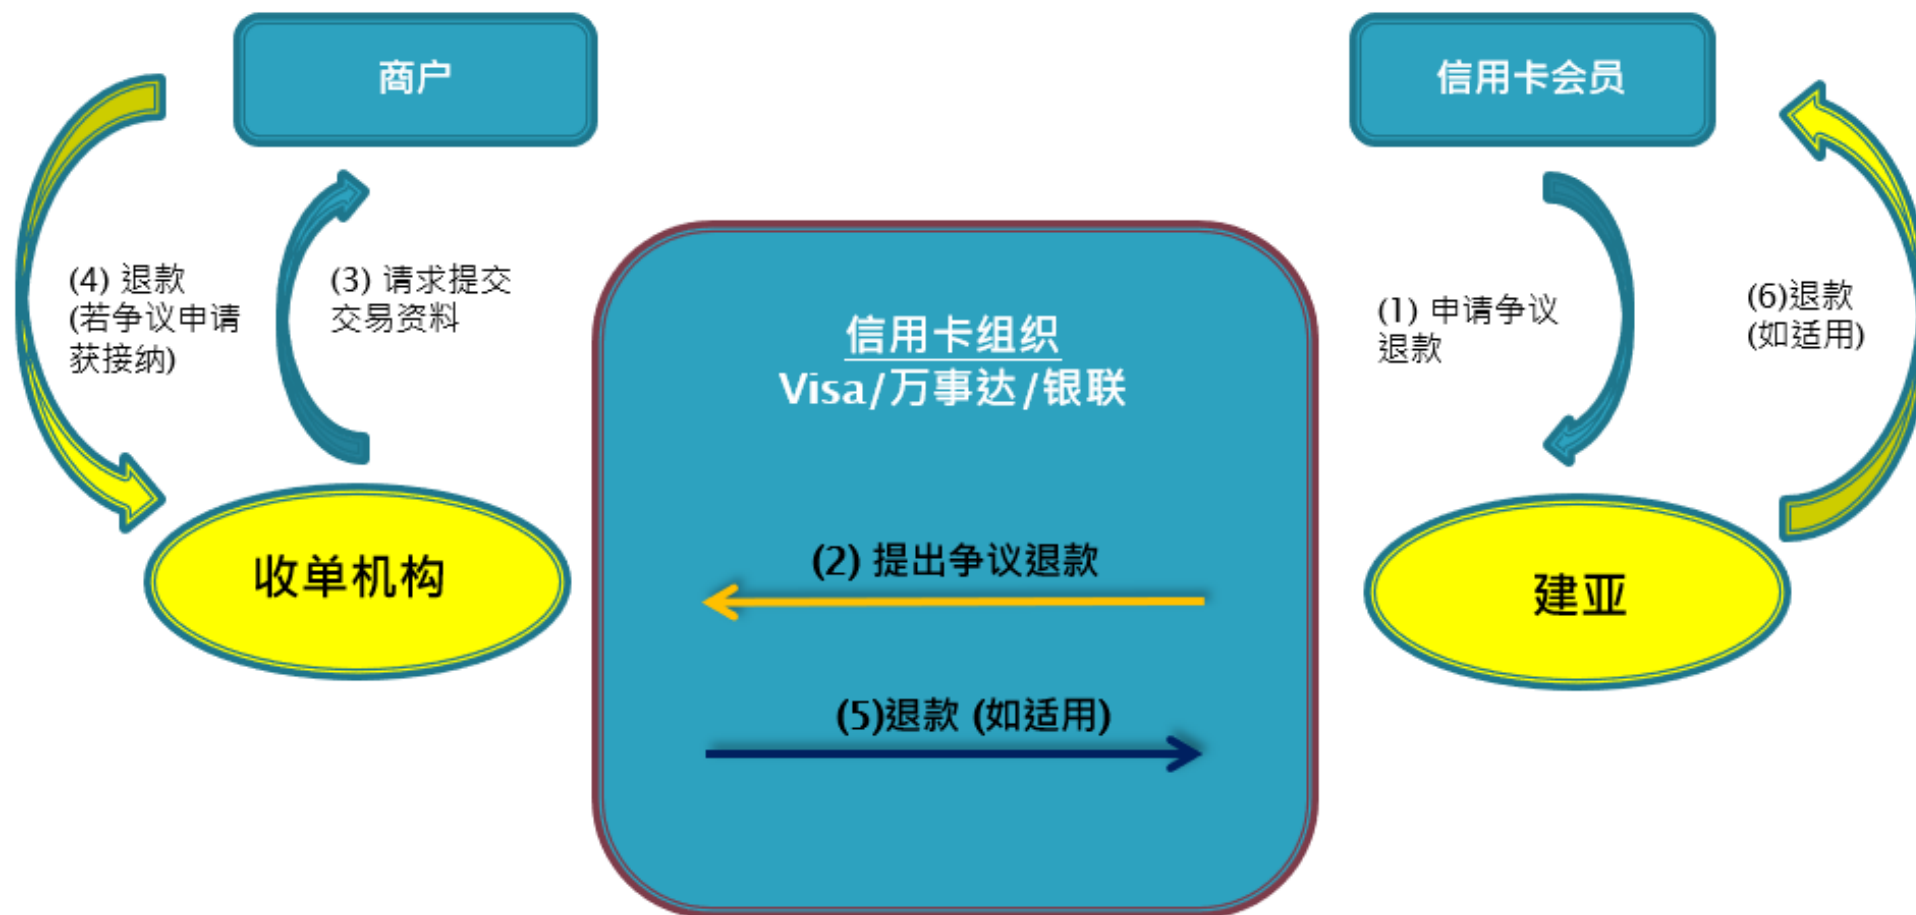 商户
信用卡会员
(4) 退款
(若争议申请
获接纳)
(3) 请求提交
交易资料
信用卡组织
Visa/万事达/银联
(1) 申请争议
退款
(6)退款
(如适用)
(2) 提出争议退款
收单机构
建亚
(5)退款 (如适用)